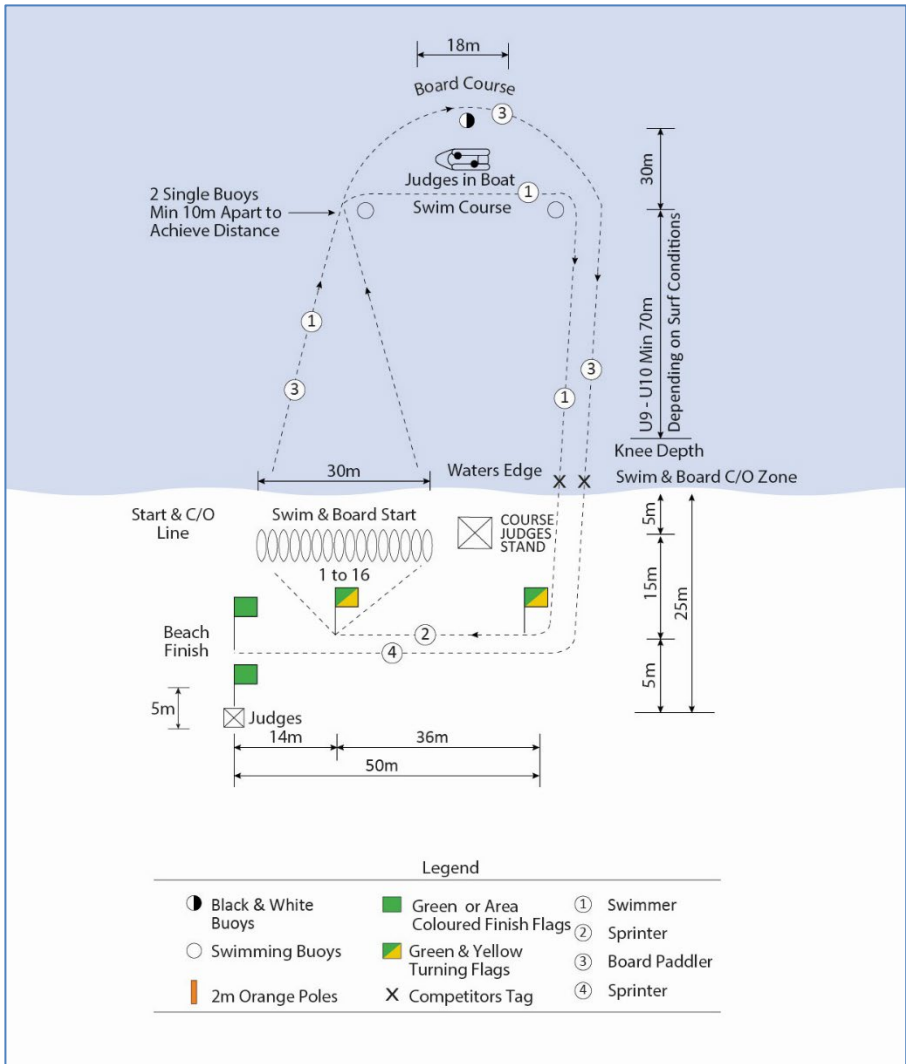 18m
Board Course
3
30m
Judges in Boat
1
2 Single Buoys
Min 10m Apart to
Achieve Distance
Swim Course
1
3
U9 - U10 Min 70m
Depending on Surf Conditions
3
1
Knee Depth
30m
Waters Edge
Swim & Board C/O Zone
Start & C/O
Line
Swim & Board Start
COURSE
JUDGES
STAND
5m
1 to 16
15m
25m
Beach
Finish
2
4
5m
5m
Judges
14m
36m
50m
Legend
Black & White
Buoys
Swimming Buoys
2m Orange Poles
Green or Area
Coloured Finish Flags
Green & Yellow
Turning Flags
X Competitors Tag
1 Swimmer
2 Sprinter
3 Board Paddler
4 Sprinter